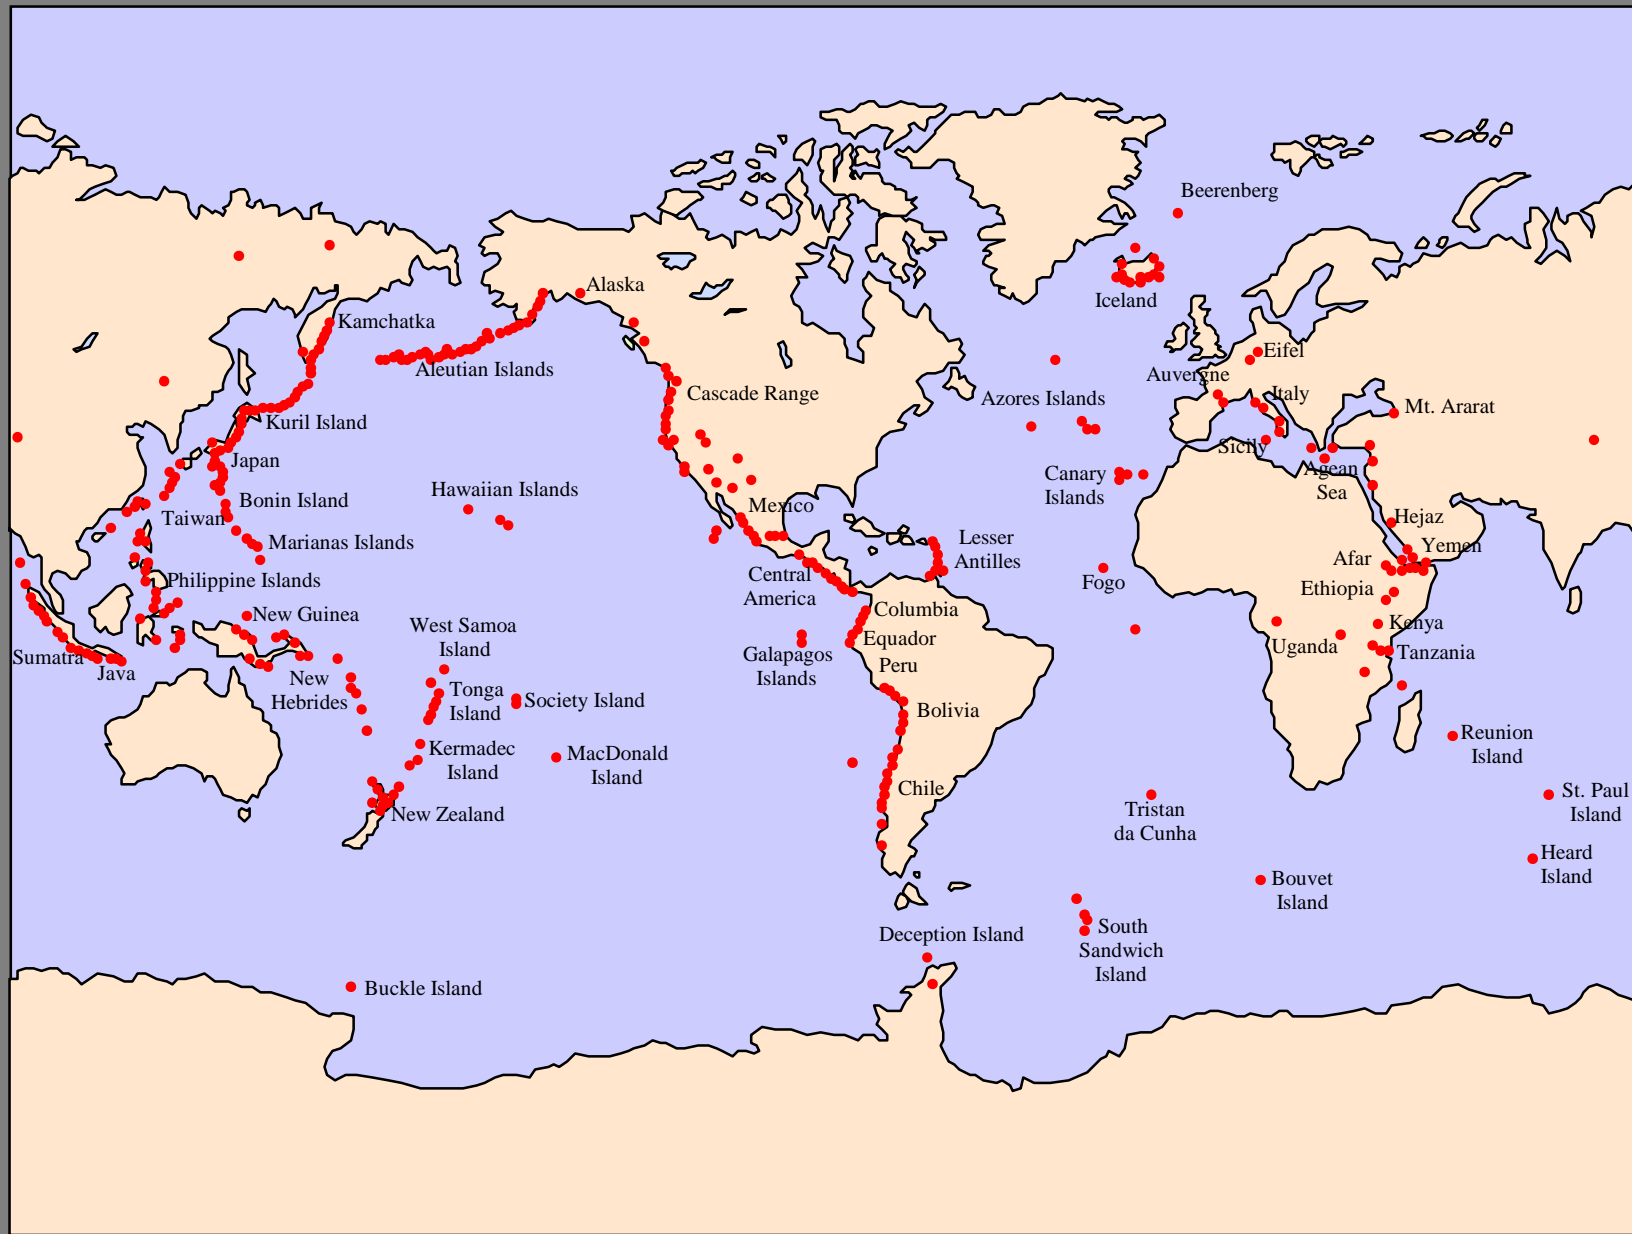 Beerenberg
Alaska
Iceland
Kamchatka
Eifel
Aleutian Islands
Auvergne
Cascade Range
Italy
Azores Islands
Mt. Ararat
Kuril Island
Sicily
Japan
Agean
Sea
Canary
Islands
Hawaiian Islands
Bonin Island
Mexico
Taiwan
Hejaz
Marianas Islands
Lesser
Antilles
Yemen
Afar
Philippine Islands
Central
America
Fogo
Ethiopia
New Guinea
Columbia
Kenya
West Samoa
Island
Equador
Uganda
Sumatra
Java
Galapagos
Islands
Peru
Tanzania
New
Hebrides
Tonga
Island
Society Island
Bolivia
Reunion
Island
Kermadec
Island
MacDonald
Island
Chile
St. Paul
Island
New Zealand
Tristan
da Cunha
Heard
Island
Bouvet
Island
Deception Island
South
Sandwich
Island
Buckle Island